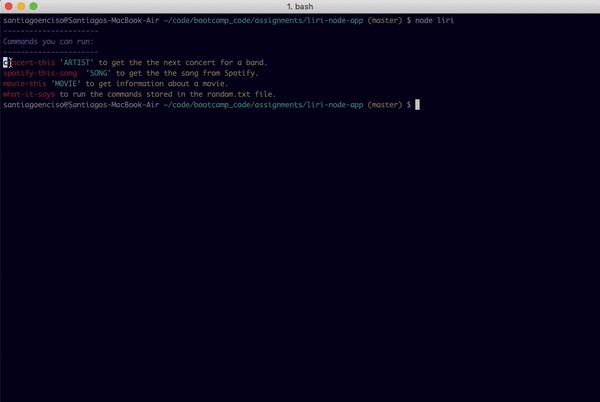 1. bash
santiagoenciso@Santiagos-MacBook-Air ~/code/bootcamp_code/assignments/liri-node-app (master) $ node liri
----------------------
Commands you can run:
----------------------
concert-this 'ARTIST' to get the the next concert for a band.
spotify-this-song  'SONG' to get the the song from Spotify.
movie-this 'MOVIE' to get information about a movie.
what-it-says to run the commands stored in the random.txt file.
santiagoenciso@Santiagos-MacBook-Air ~/code/bootcamp_code/assignments/liri-node-app (master) $